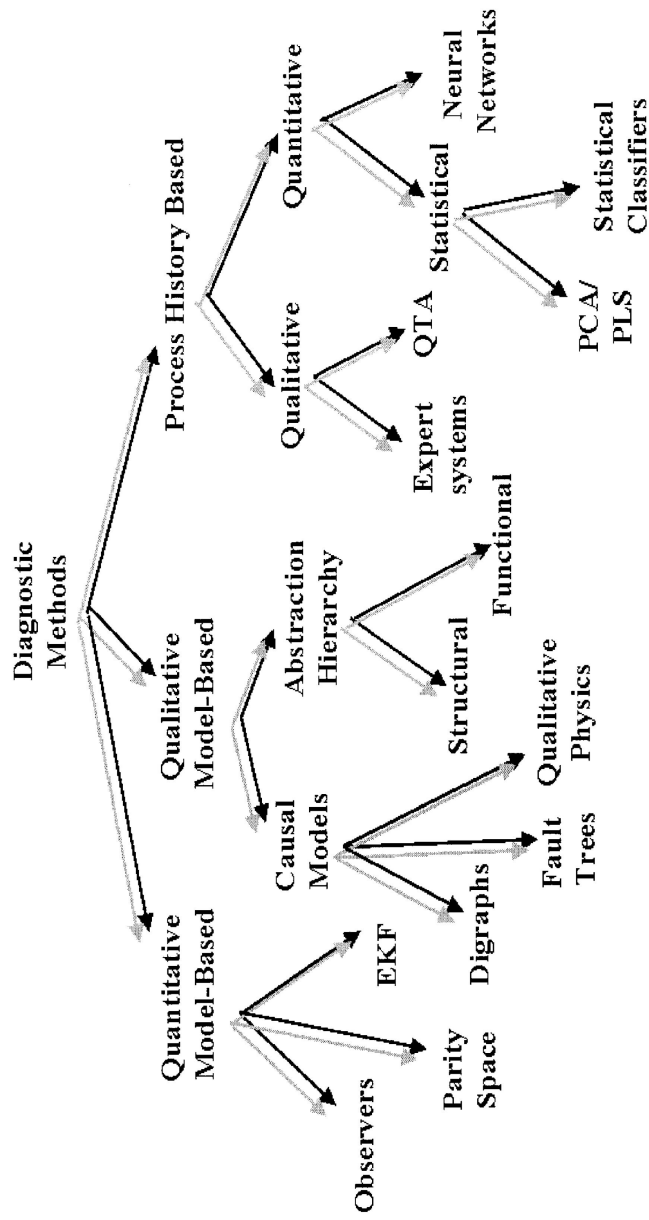 Diagnostic
Methods
Quantitative
Model-Based
Qualitative
Model-Based
Process History Based
Observers
Parity
Space
EKF
Causal
Models
Abstraction
Hierarchy
Digraphs
Fault
Trees
Qualitative
Physics
Structural
Functional
Qualitative
Quantitative
Expert
systems
QTA
Statistical
Neural
Networks
PCA/
PLS
Statistical
Classifiers